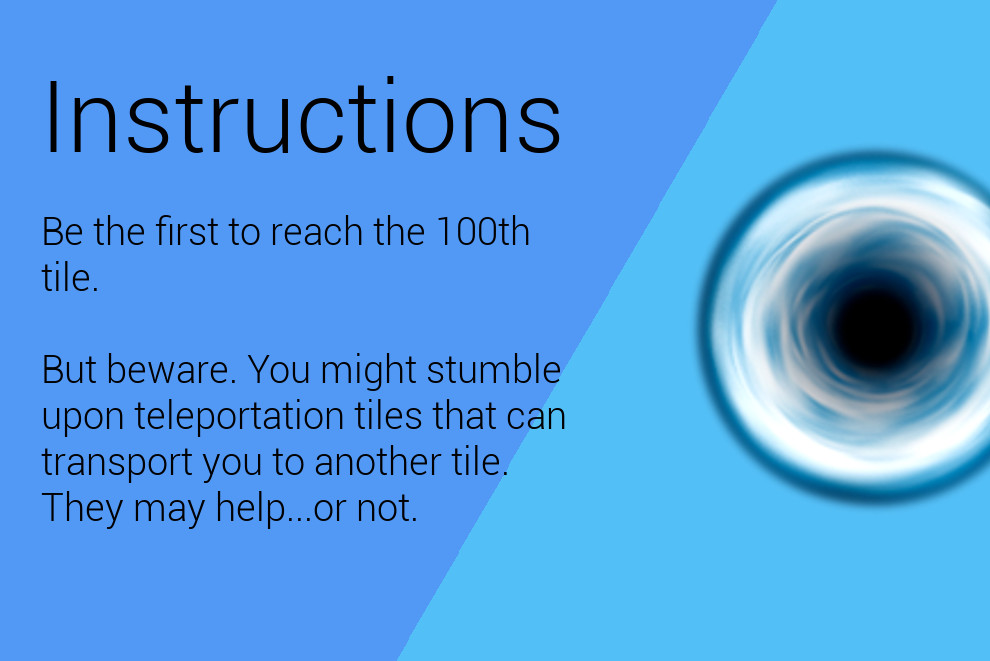 Instructions
Be the first to reach the 100th
tile.
But beware. You might stumble
upon teleportation tiles that can
transport you to another tile.
They may help...or not.